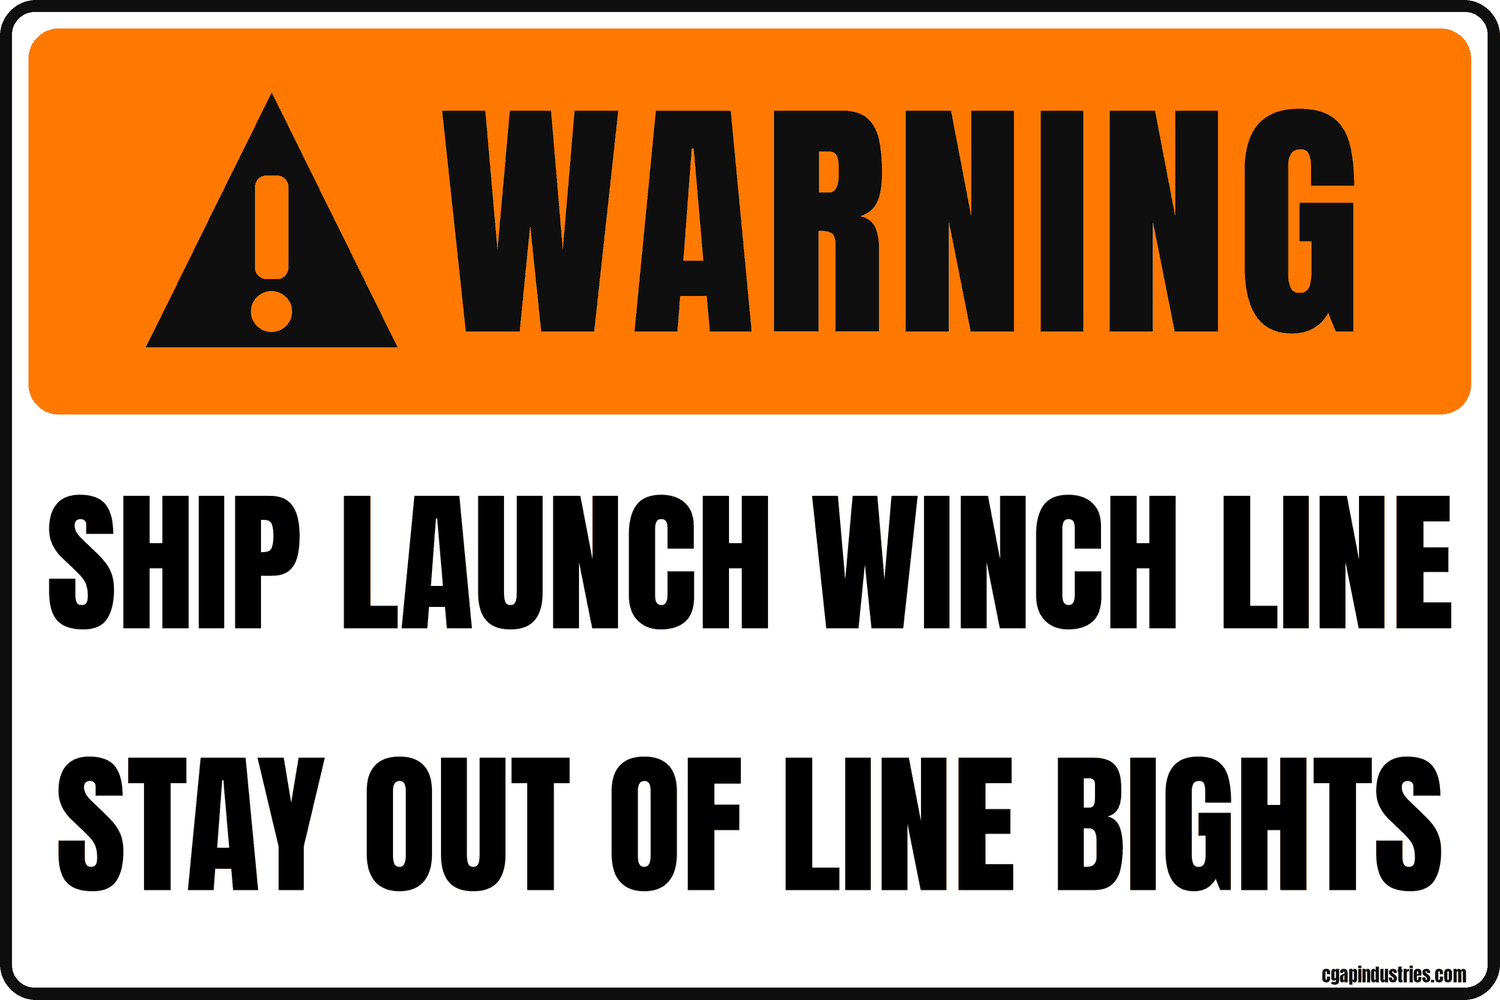 WARNING
SHIP LAUNCH WINCH LINE
STAY OUT OF LINE BIGHTS
cgapindustries.com